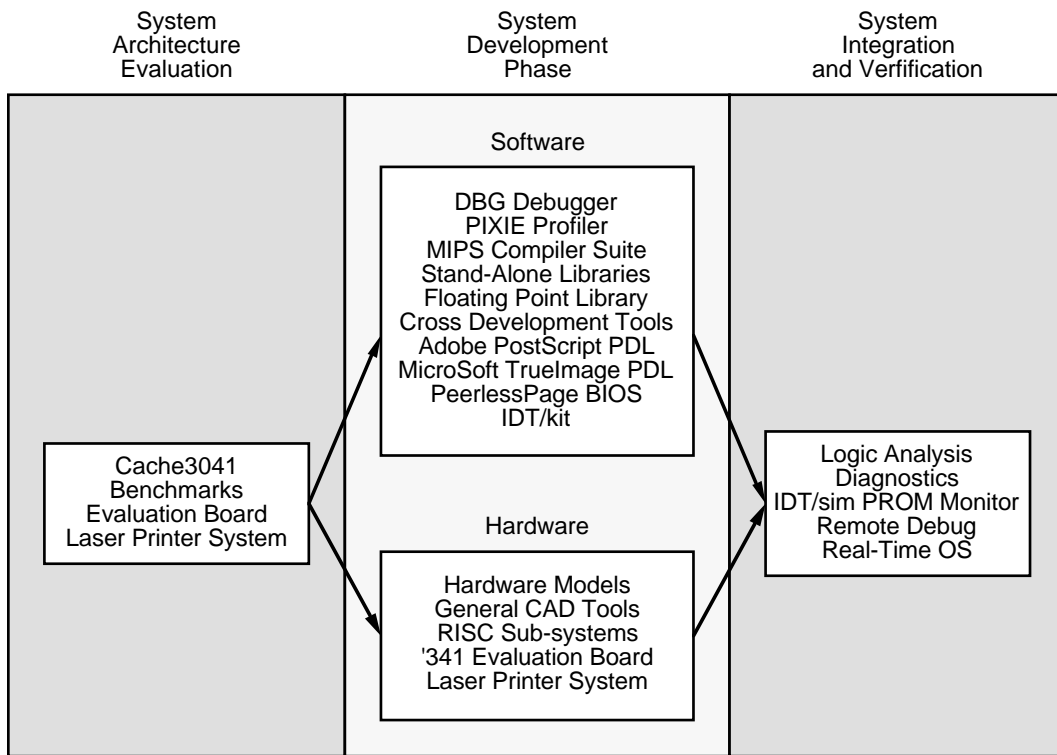 System
Architecture
Evaluation
System
Development
Phase
System
Integration
and Verfification
Software
DBG Debugger
PIXIE Profiler
MIPS Compiler Suite
Stand-Alone Libraries
Floating Point Library
Cross Development Tools
Adobe PostScript PDL
MicroSoft TrueImage PDL
PeerlessPage BIOS
IDT/kit
Cache3041
Benchmarks
Evaluation Board
Laser Printer System
Hardware
Hardware Models
General CAD Tools
RISC Sub-systems
'341 Evaluation Board
Laser Printer System
Logic Analysis
Diagnostics
IDT/sim PROM Monitor
Remote Debug
Real-Time OS